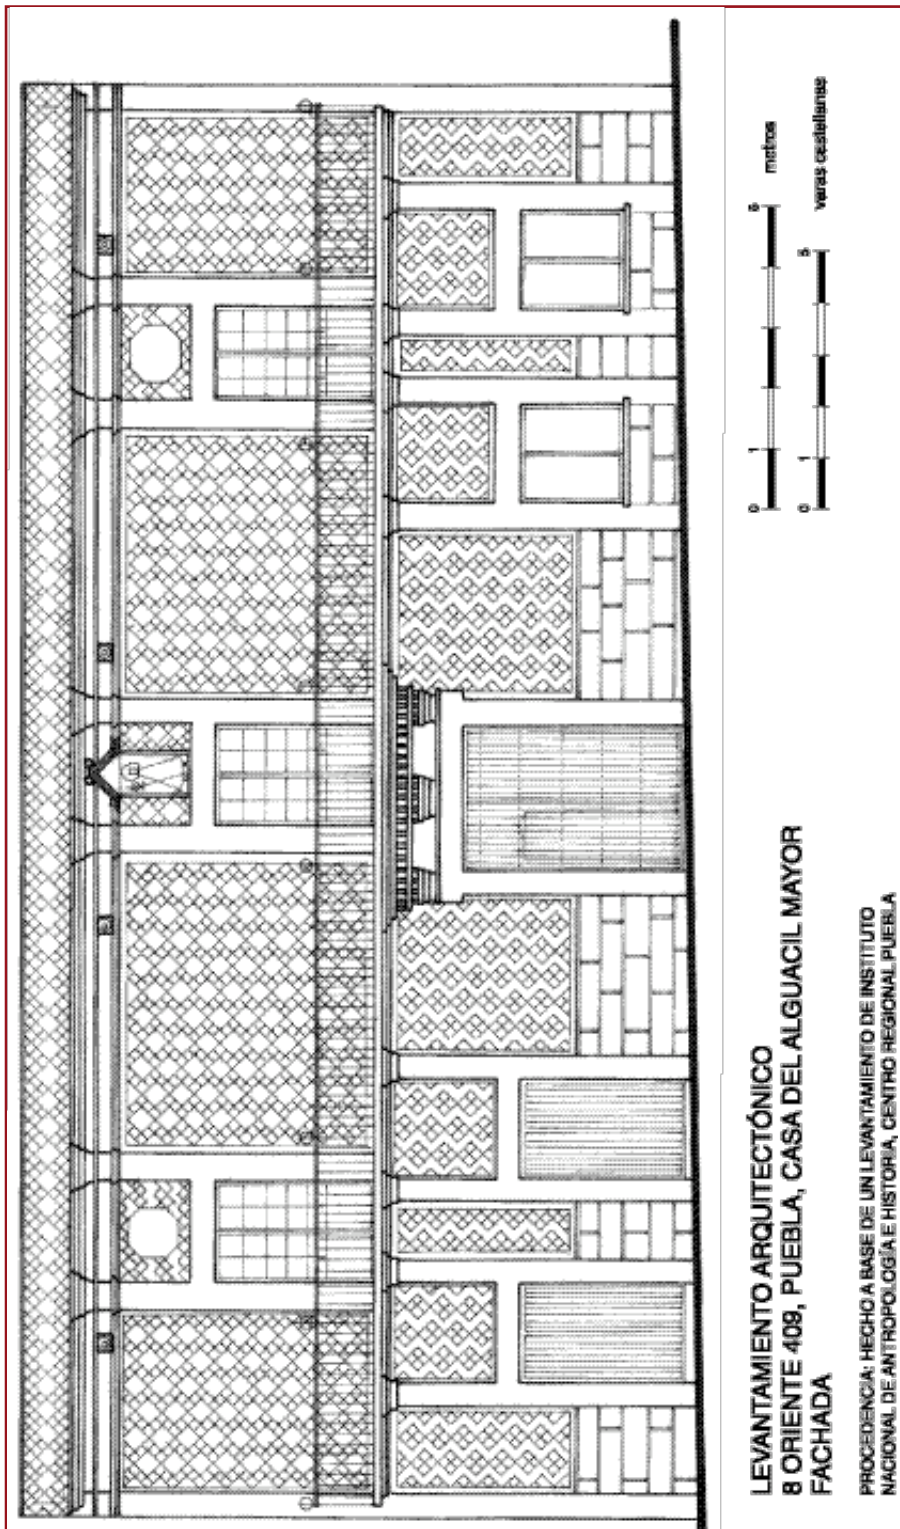 LEVANTAMIENTO ARQUITECTÓNICO
8 ORIENTE 409, PUEBLA, CASA DEL ALGUACIL MAYOR
FACHADA
PROCEDENCIA: HECHO A BASE DE UN LEVANTAMIENTO DE INSTITUTO
NACIONAL DE ANTROPOLOGÍA E HISTORIA, CENTRO REGIONAL PUEBLA
0 1 5 metros
0 1 5 varas castellanas